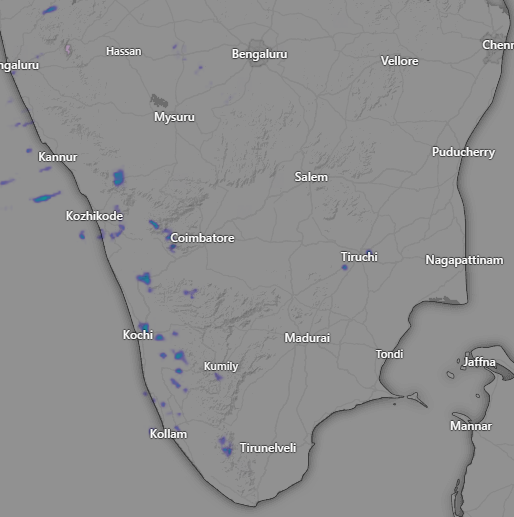 Hassan
Bengaluru
Chenn
ngaluru
Vellore
Mysuru
Kannur
Puducherry
Salem
Kozhikode
Coimbatore
Tiruchi
Nagapattinam
Kochi
Madurai
Tondi
Kumily
Jaffna
Mannar
Kollam
Tirunelveli